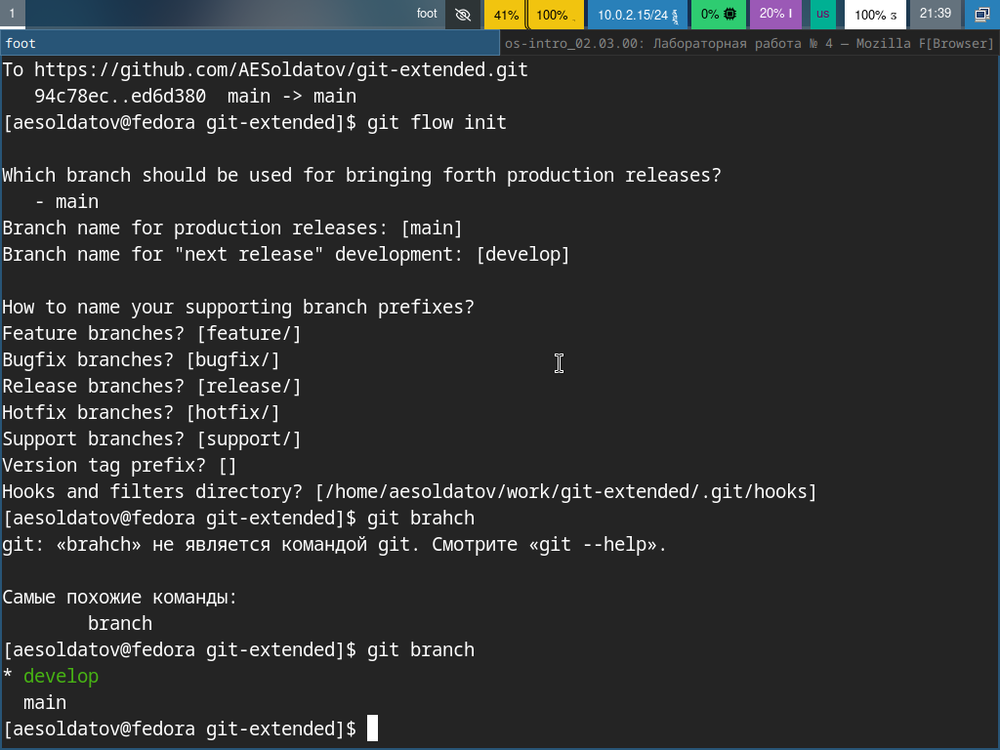 1 foot 41% 100% 10.0.2.15/24 0% 20% us 100% 21:39
foot os-intro_02.03.00: Лабораторная работа № 4 — Mozilla F[Browser]
To https://github.com/AESoldatov/git-extended.git
94c78ec..ed6d380 main -> main
[aesoldatov@fedora git-extended]$ git flow init
Which branch should be used for bringing forth production releases?
- main
Branch name for production releases: [main]
Branch name for "next release" development: [develop]
How to name your supporting branch prefixes?
Feature branches? [feature/]
Bugfix branches? [bugfix/]
Release branches? [release/]
Hotfix branches? [hotfix/]
Support branches? [support/]
Version tag prefix? []
Hooks and filters directory? [/home/aesoldatov/work/git-extended/.git/hooks]
[aesoldatov@fedora git-extended]$ git brahch
git: «brahch» не является командой git. Смотрите «git --help».
Самые похожие команды:
branch
[aesoldatov@fedora git-extended]$ git branch
* develop
main
[aesoldatov@fedora git-extended]$